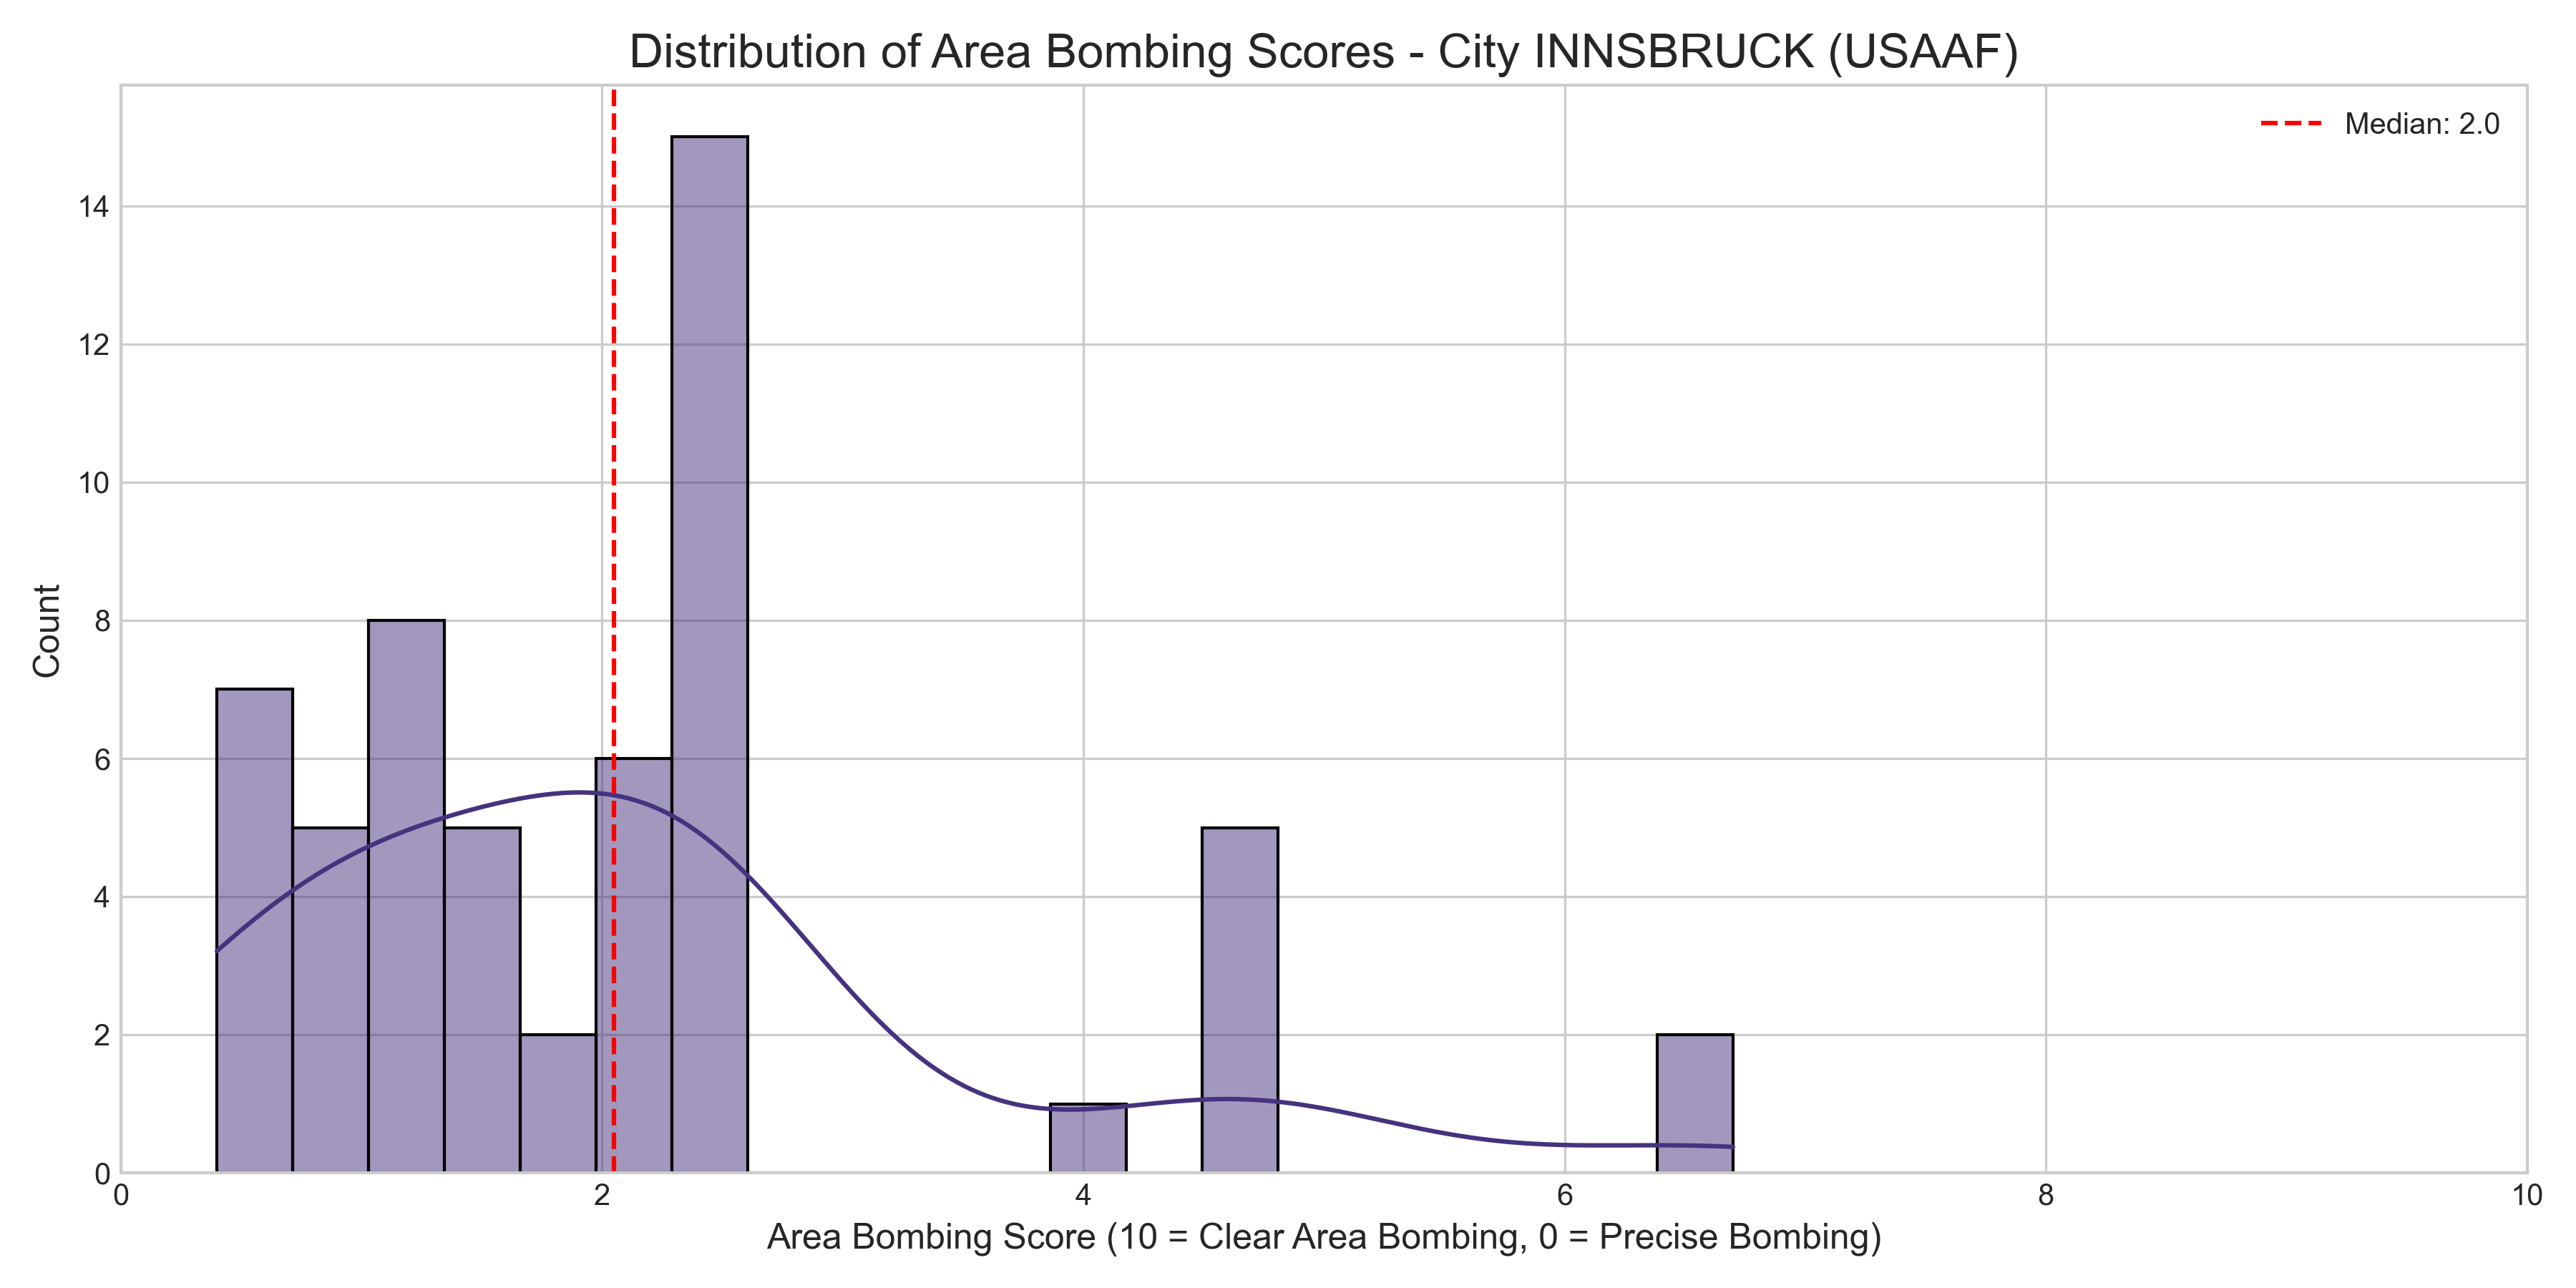 Distribution of Area Bombing Scores - City INNSBRUCK (USAAF)
Median: 2.0
14
12
10
8
6
4
2
0
Count
0 2 4 6 8 10
Area Bombing Score (10 = Clear Area Bombing, 0 = Precise Bombing)